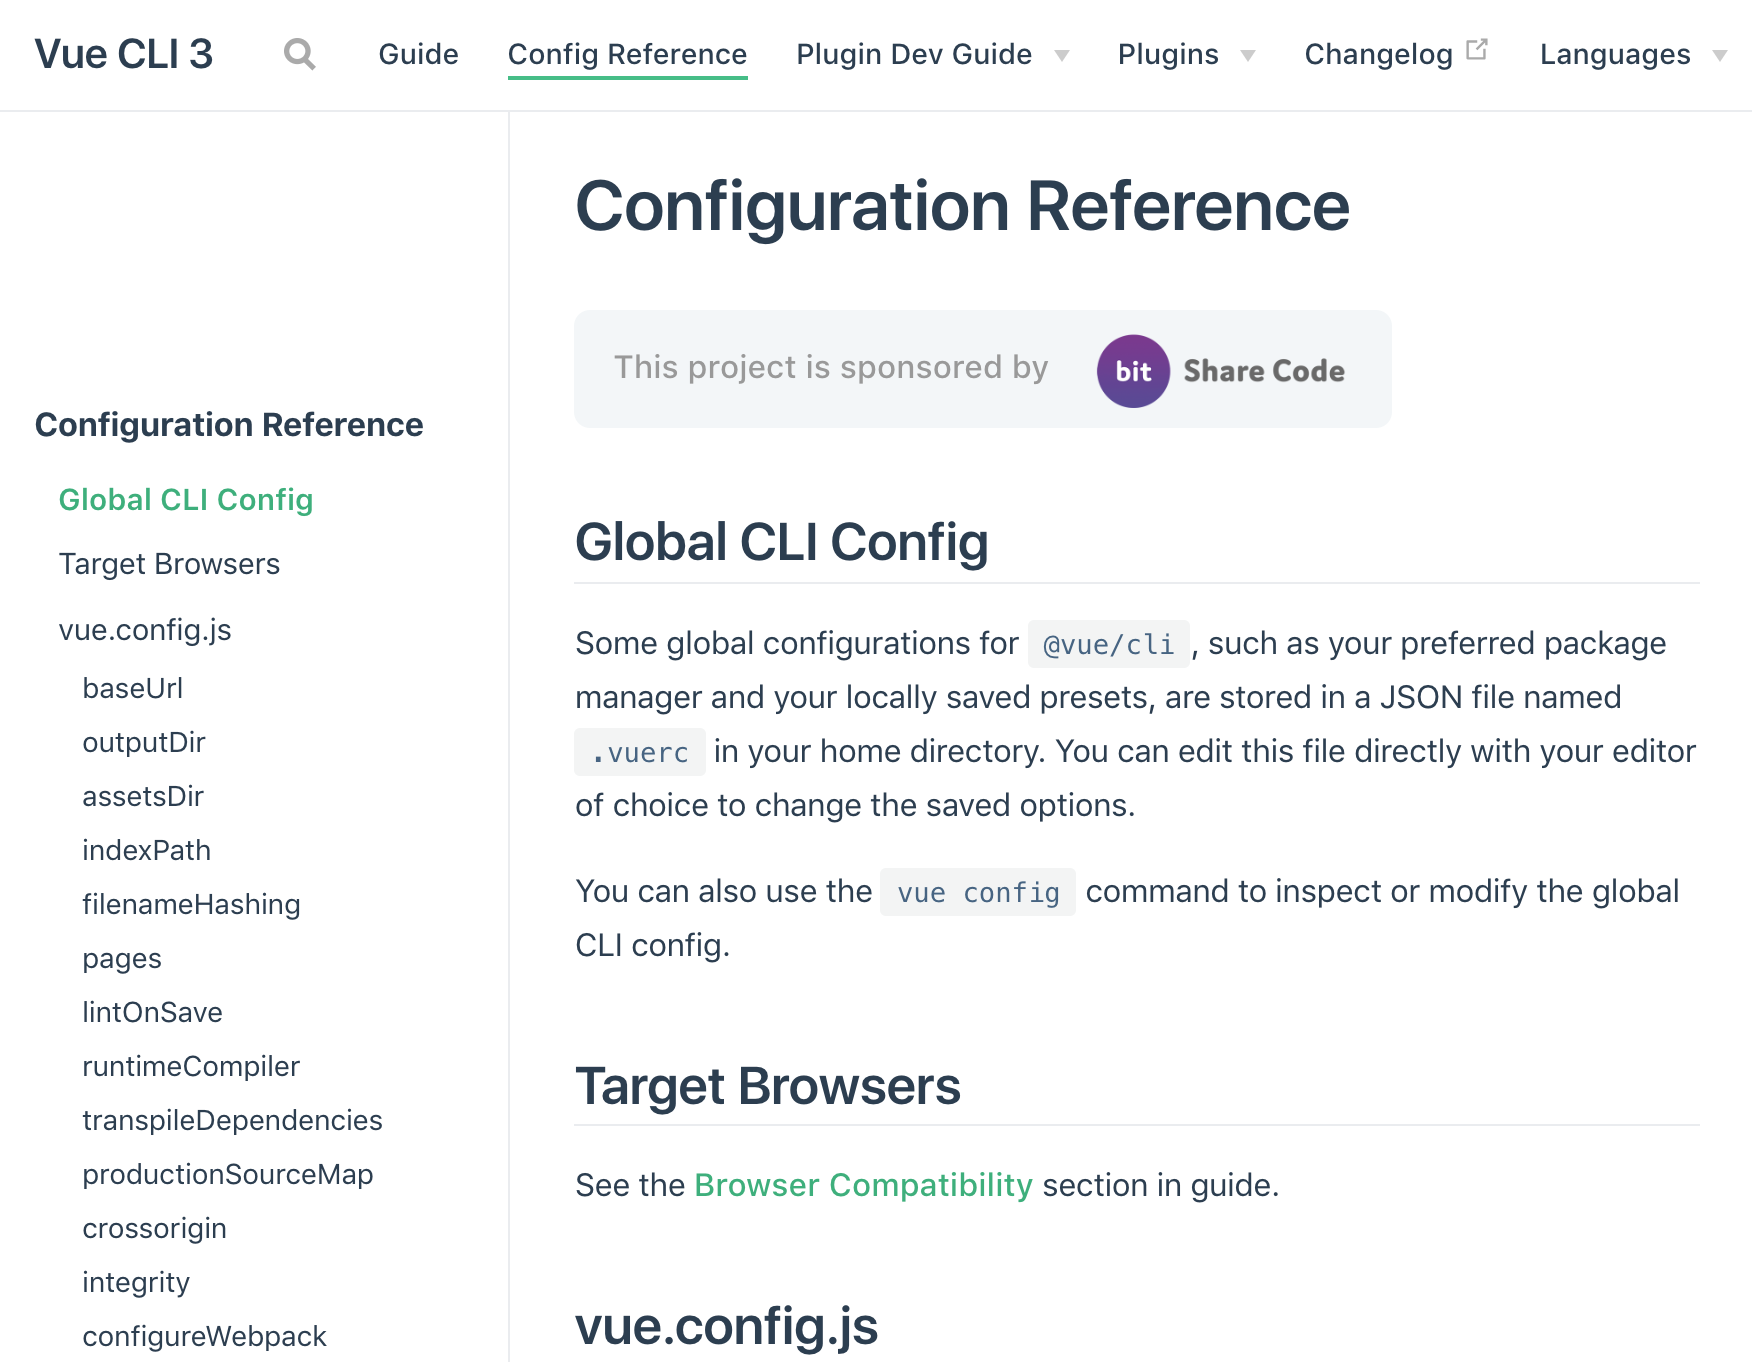 Vue CLI 3
Guide
Config Reference
Plugin Dev Guide
Plugins
Changelog
Languages
Configuration Reference
Global CLI Config
Target Browsers
vue.config.js
baseUrl
outputDir
assetsDir
indexPath
filenameHashing
pages
lintOnSave
runtimeCompiler
transpileDependencies
productionSourceMap
crossorigin
integrity
configureWebpack
Configuration Reference
This project is sponsored by bit Share Code
Global CLI Config
Some global configurations for @vue/cli, such as your preferred package
manager and your locally saved presets, are stored in a JSON file named
.vuerc in your home directory. You can edit this file directly with your editor
of choice to change the saved options.
You can also use the vue config command to inspect or modify the global
CLI config.
Target Browsers
See the Browser Compatibility section in guide.
vue.config.js